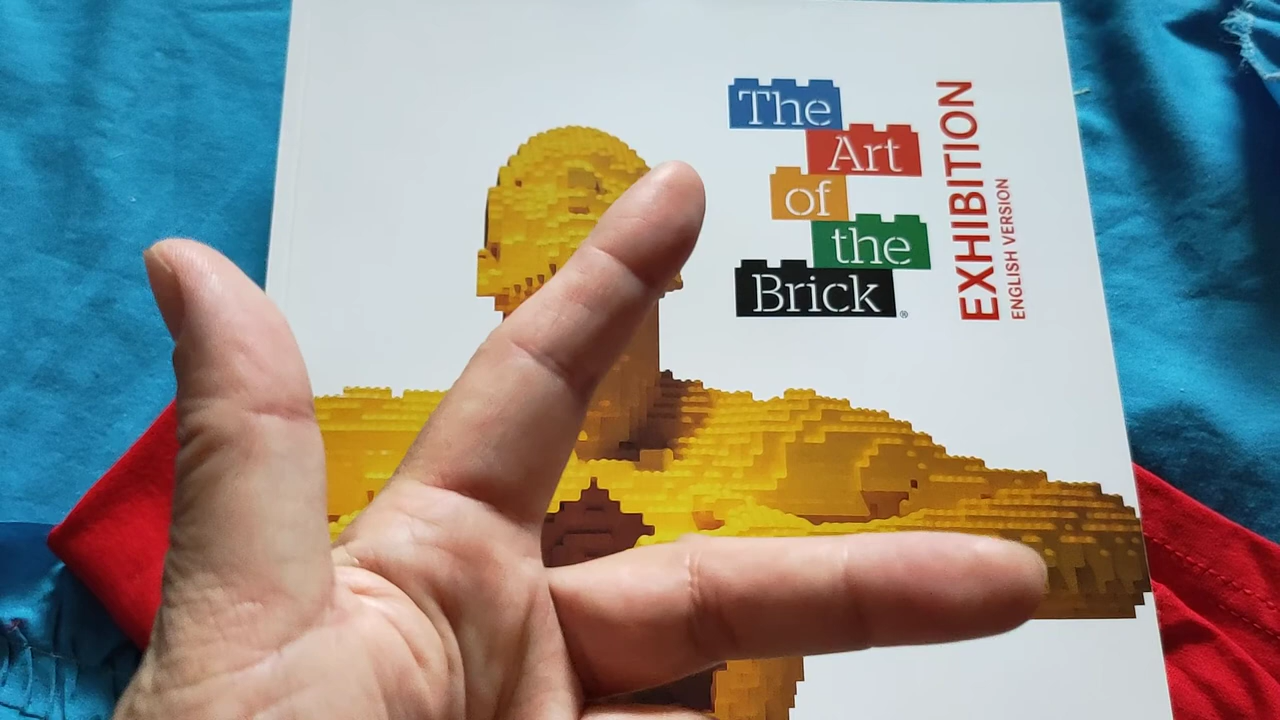 The
Art
of
the
Brick®
EXHIBITION
ENGLISH VERSION